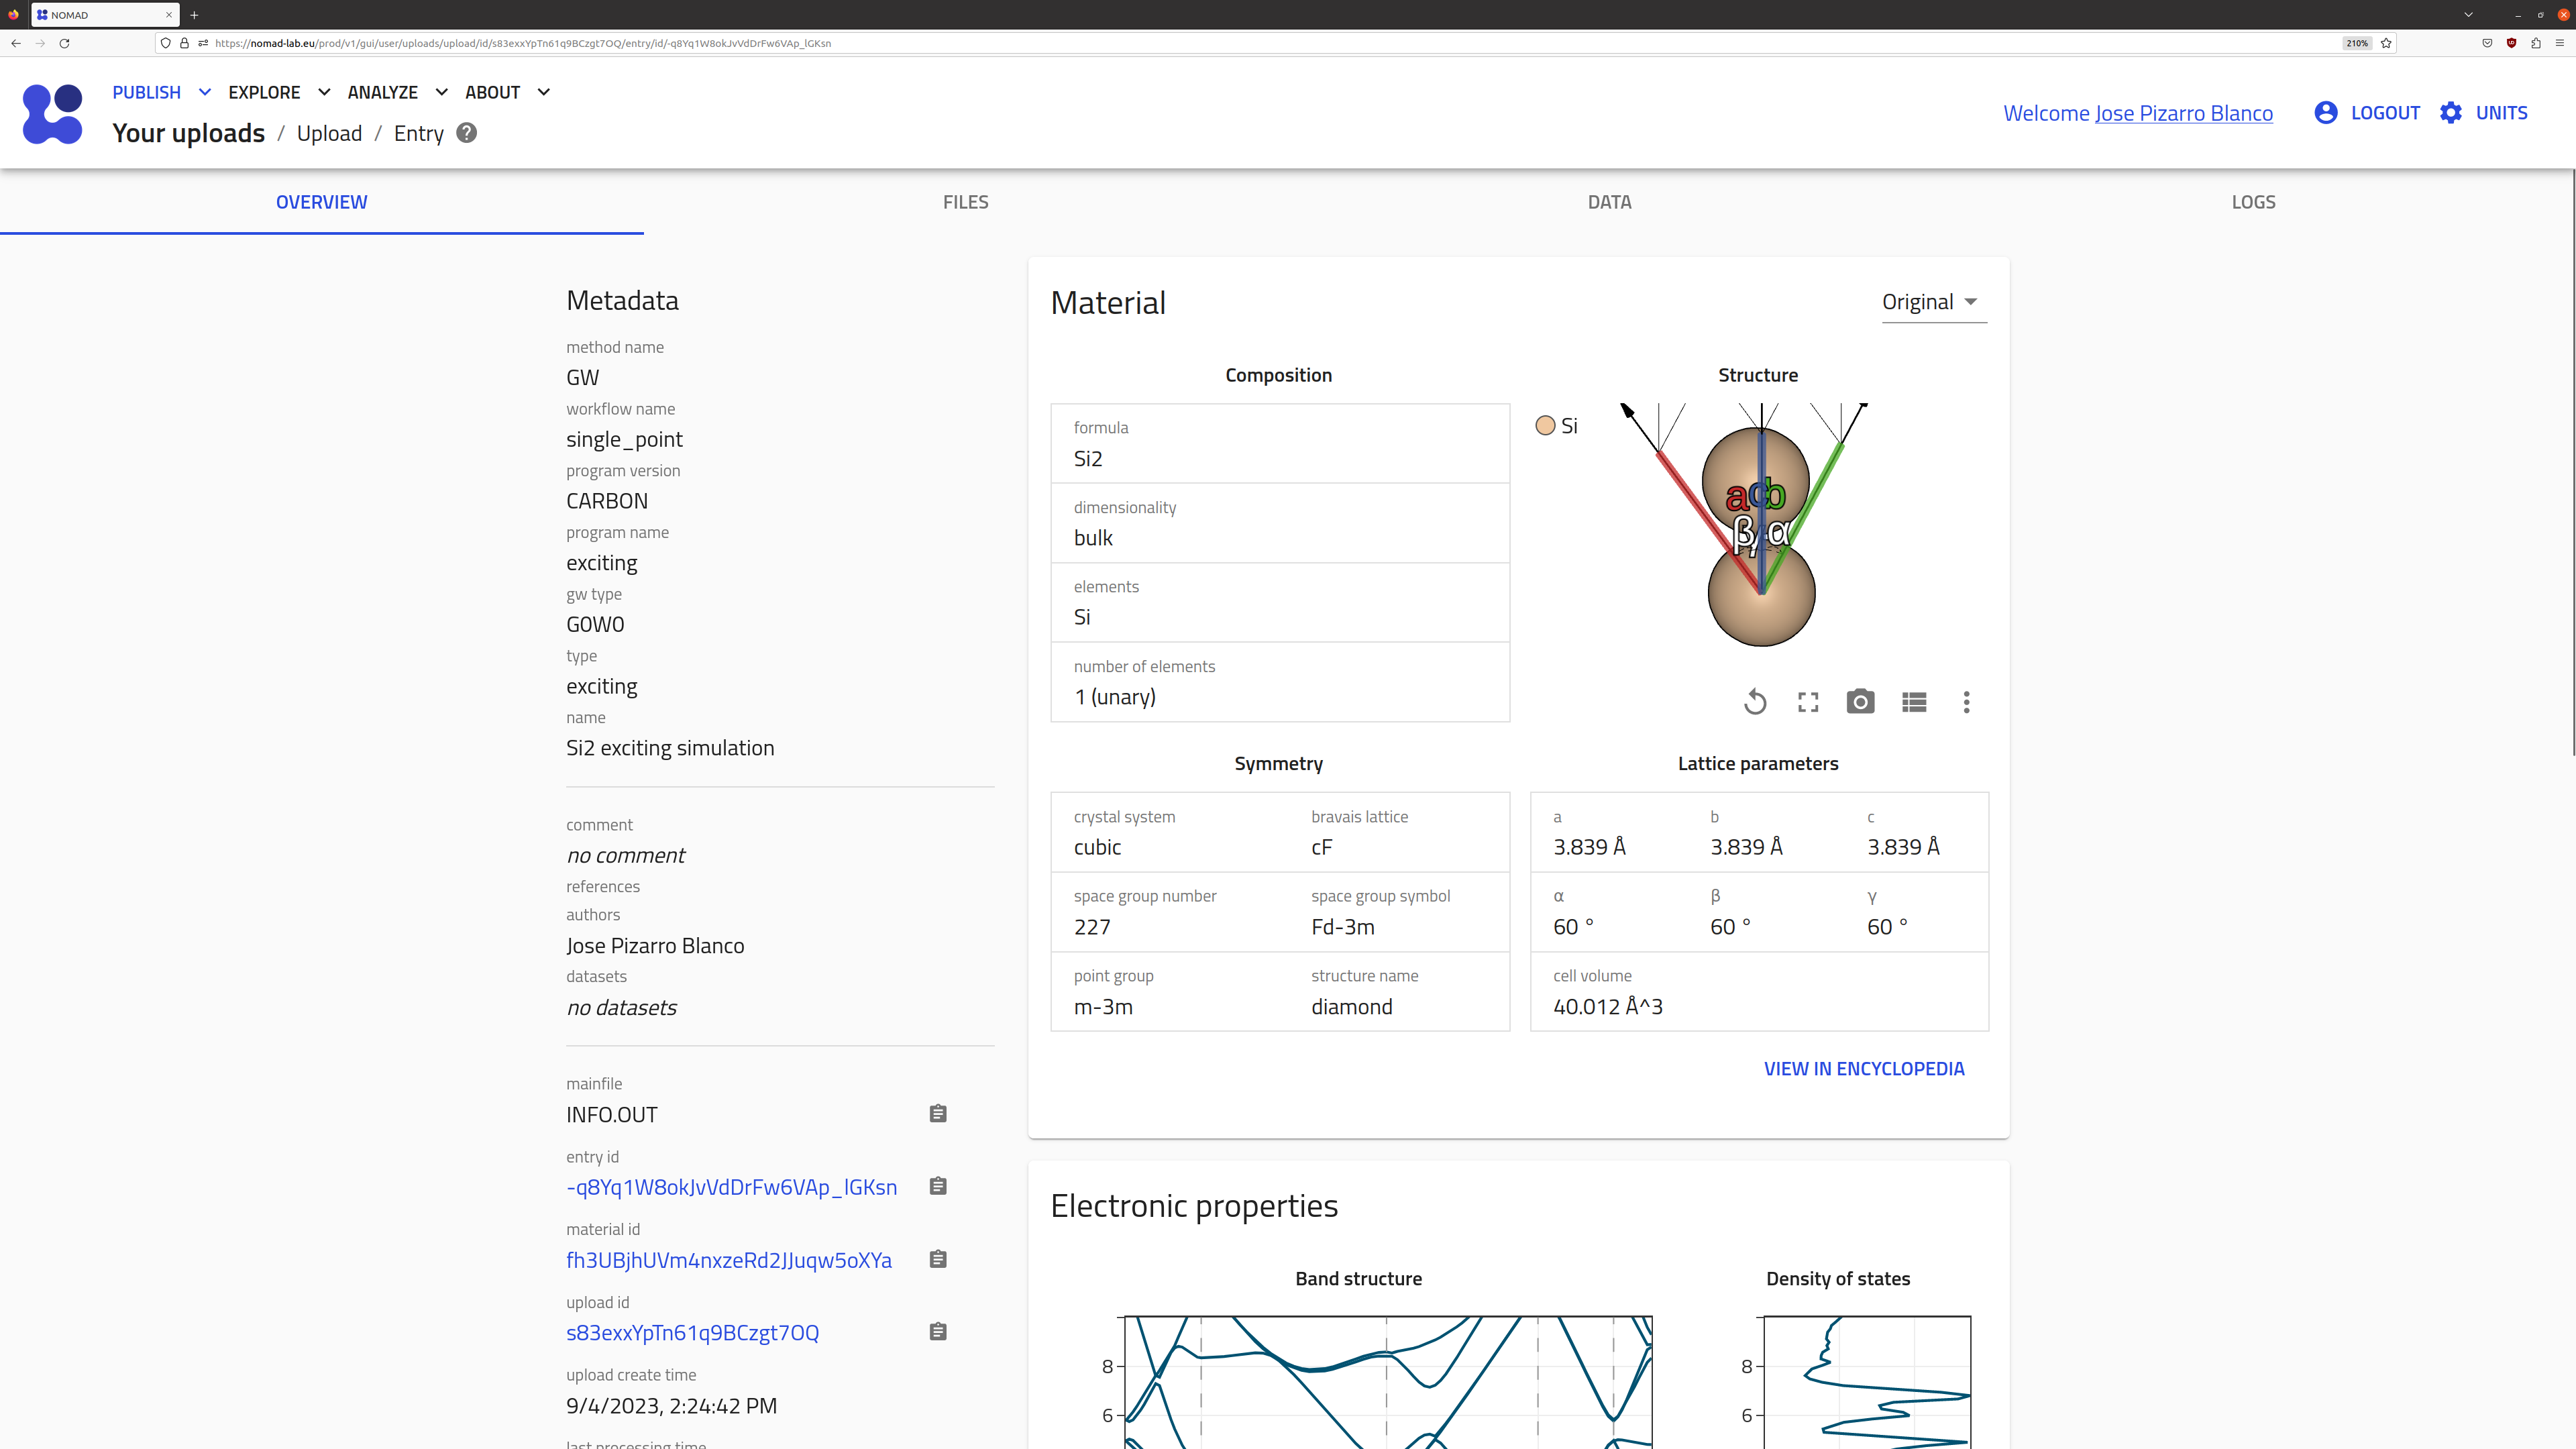 NOMAD
https://nomad-lab.eu/prod/v1/gui/user/uploads/upload/id/s83exxYpTn61q9BCzgt7OQ/entry/id/-q8Yq1W8okJvVdDrFw6VAp_lGKsn
210%
PUBLISH EXPLORE ANALYZE ABOUT
Your uploads / Upload / Entry ?
Welcome Jose Pizarro Blanco LOGOUT UNITS
OVERVIEW FILES DATA LOGS
Metadata
method name
GW
workflow name
single_point
program version
CARBON
program name
exciting
gw type
G0W0
type
exciting
name
Si2 exciting simulation
comment
no comment
references
authors
Jose Pizarro Blanco
datasets
no datasets
mainfile
INFO.OUT
entry id
-q8Yq1W8okJvVdDrFw6VAp_lGKsn
material id
fh3UBjhUVm4nxzeRd2JJuqw5oXYa
upload id
s83exxYpTn61q9BCzgt7OQ
upload create time
9/4/2023, 2:24:42 PM
last processing time
Material
Original
Composition
formula
Si2
dimensionality
bulk
elements
Si
number of elements
1 (unary)
Structure
Si
a c b
β α
Symmetry
crystal system bravais lattice
cubic cF
space group number space group symbol
227 Fd-3m
point group structure name
m-3m diamond
Lattice parameters
a b c
3.839 Å 3.839 Å 3.839 Å
α β γ
60 ° 60 ° 60 °
cell volume
40.012 Å^3
VIEW IN ENCYCLOPEDIA
Electronic properties
Band structure
8
6
Density of states
8
6